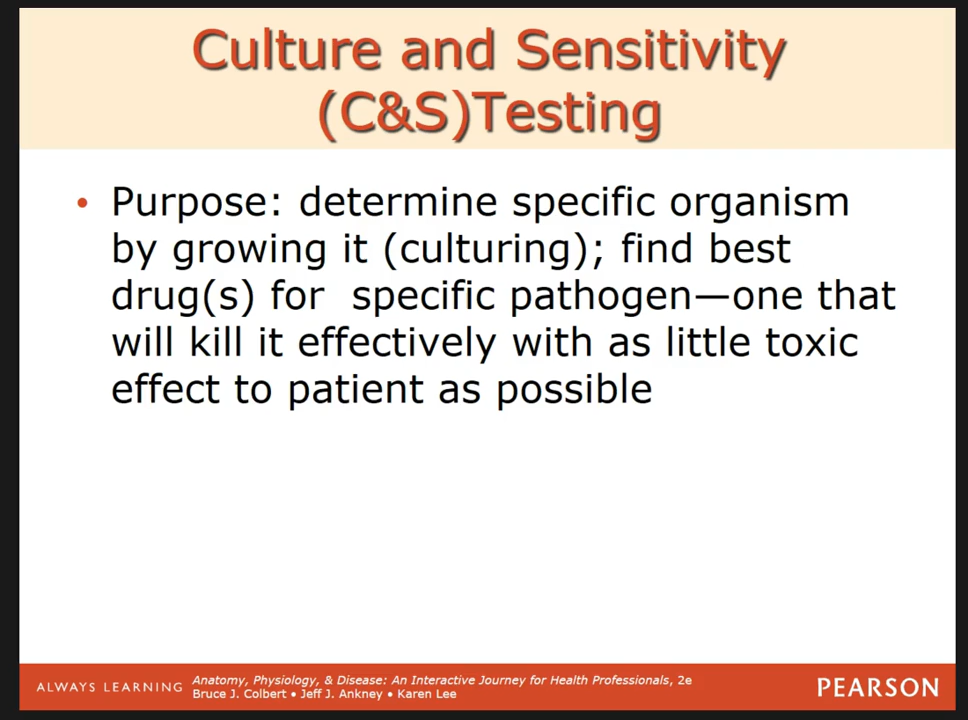 Culture and Sensitivity
(C&S)Testing
• Purpose: determine specific organism
by growing it (culturing); find best
drug(s) for  specific pathogen—one that
will kill it effectively with as little toxic
effect to patient as possible
ALWAYS LEARNING
Anatomy, Physiology, & Disease: An Interactive Journey for Health Professionals, 2e
Bruce J. Colbert • Jeff J. Ankney • Karen Lee
PEARSON